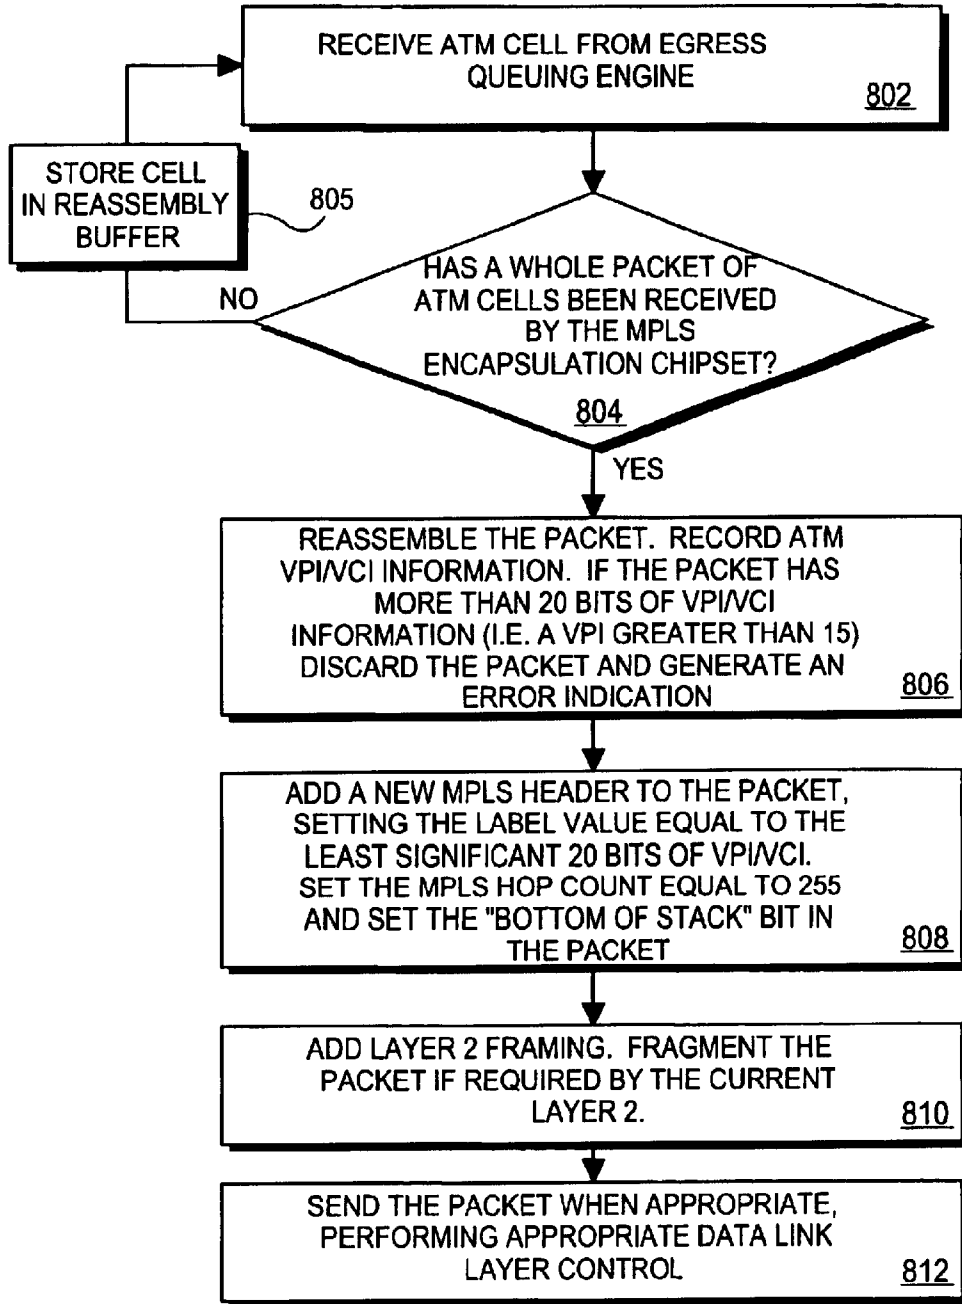 RECEIVE ATM CELL FROM EGRESS
QUEUING ENGINE
802
STORE CELL
IN REASSEMBLY
BUFFER
805
HAS A WHOLE PACKET OF
ATM CELLS BEEN RECEIVED
BY THE MPLS
ENCAPSULATION CHIPSET?
804
NO
YES
REASSEMBLE THE PACKET. RECORD ATM
VPI/VCI INFORMATION. IF THE PACKET HAS
MORE THAN 20 BITS OF VPI/VCI
INFORMATION (I.E. A VPI GREATER THAN 15)
DISCARD THE PACKET AND GENERATE AN
ERROR INDICATION
806
ADD A NEW MPLS HEADER TO THE PACKET,
SETTING THE LABEL VALUE EQUAL TO THE
LEAST SIGNIFICANT 20 BITS OF VPI/VCI.
SET THE MPLS HOP COUNT EQUAL TO 255
AND SET THE "BOTTOM OF STACK" BIT IN
THE PACKET
808
ADD LAYER 2 FRAMING. FRAGMENT THE
PACKET IF REQUIRED BY THE CURRENT
LAYER 2.
810
SEND THE PACKET WHEN APPROPRIATE,
PERFORMING APPROPRIATE DATA LINK
LAYER CONTROL
812